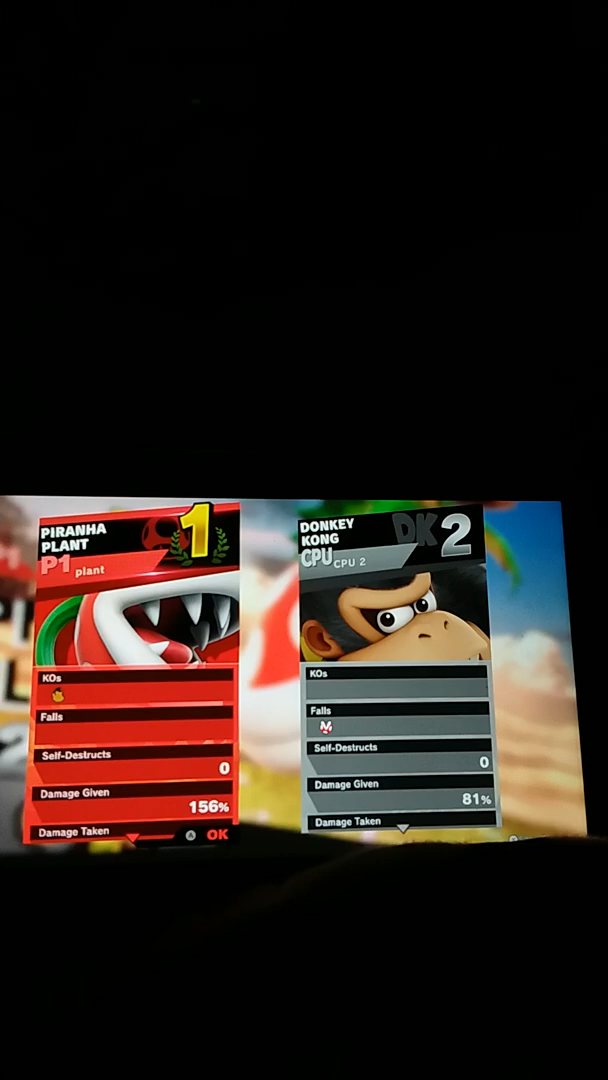 PIRANHA
PLANT
1
P1 plant
KOs
Falls
Self-Destructs
0
Damage Given
156%
Damage Taken
A OK
DONKEY
KONG
DK 2
CPU CPU 2
KOs
Falls
Self-Destructs
0
Damage Given
81%
Damage Taken